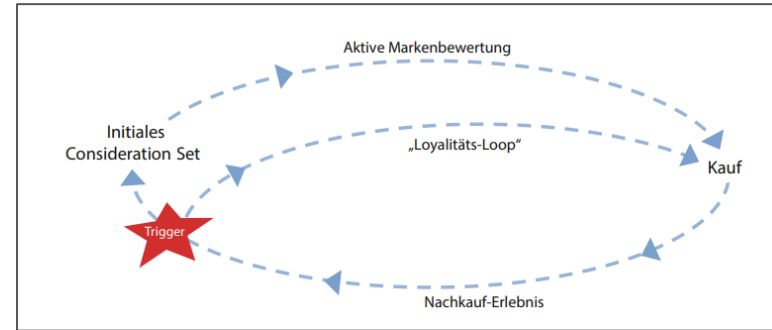 Aktive Markenbewertung
Initiales
Consideration Set
„Loyalitäts-Loop“
Kauf
Trigger
Nachkauf-Erlebnis